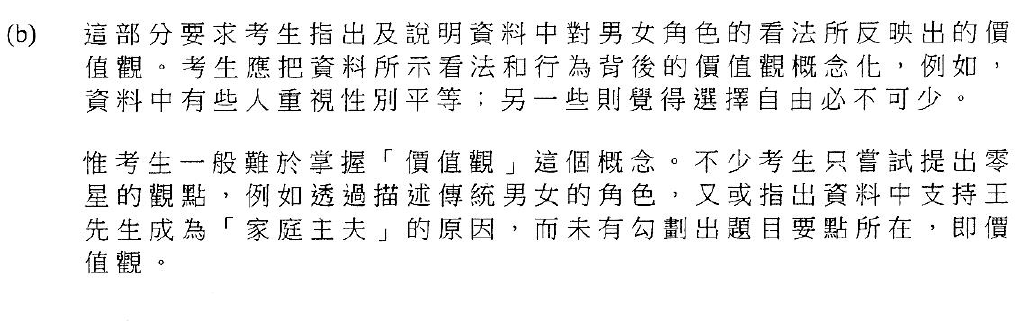 (b) 這部分要求考生指出及說明資料中對男女角色的看法所反映出的價
值觀。考生應把資料所示看法和行為背後的價值觀概念化，例如，
資料中有些人重視性別平等；另一些則覺得選擇自由必不可少。
惟考生一般難於掌握「價值觀」這個概念。不少考生只嘗試提出零
星的觀點，例如透過描述傳統男女的角色，又或指出資料中支持王
先生成為「家庭主夫」的原因，而未有勾劃出題目要點所在，即價
值觀。